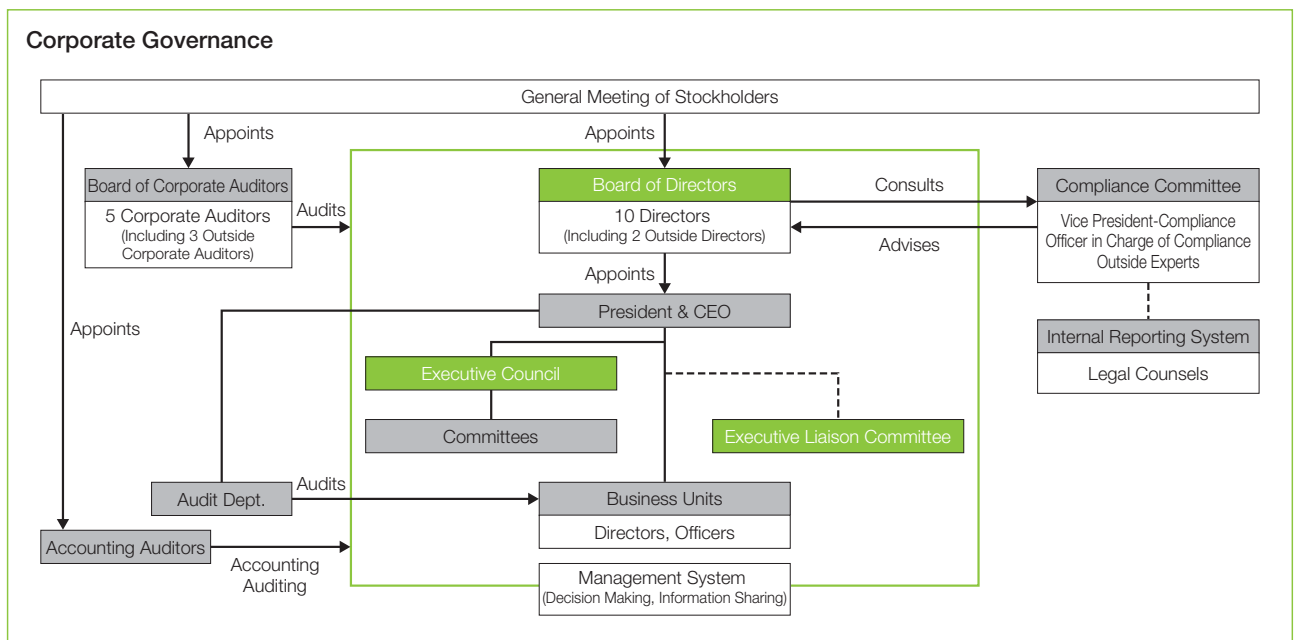 Corporate Governance
General Meeting of Stockholders
Appoints
Appoints
Board of Corporate Auditors
5 Corporate Auditors
(Including 3 Outside
Corporate Auditors)
Audits
Board of Directors
10 Directors
(Including 2 Outside Directors)
Consults
Advises
Compliance Committee
Vice President-Compliance
Officer in Charge of Compliance
Outside Experts
Appoints
Appoints
President & CEO
Internal Reporting System
Legal Counsels
Executive Council
Committees
Executive Liaison Committee
Audit Dept.
Audits
Business Units
Directors, Officers
Accounting Auditors
Accounting
Auditing
Management System
(Decision Making, Information Sharing)